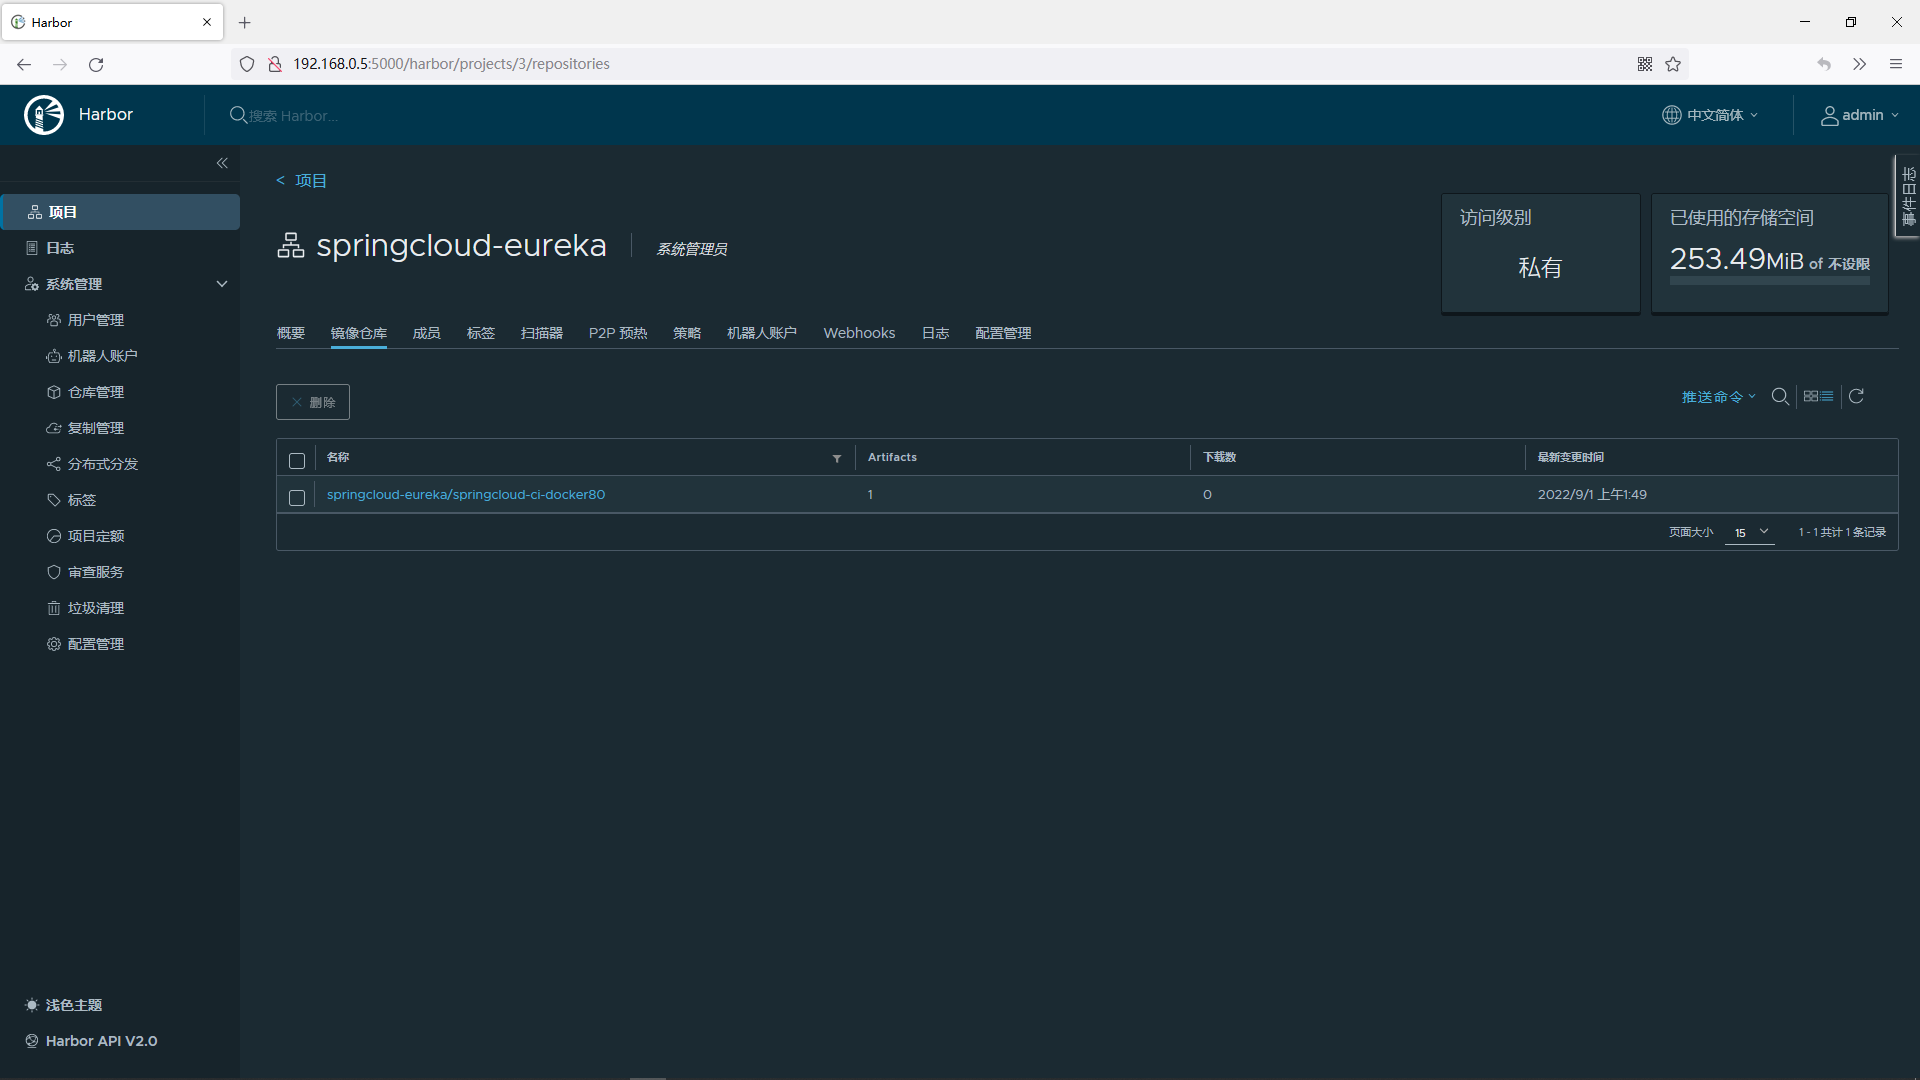 Harbor
192.168.0.5:5000/harbor/projects/3/repositories
Harbor
搜索 Harbor...
中文简体
admin
项目
日志
系统管理
用户管理
机器人账户
仓库管理
复制管理
分布式分发
标签
项目定额
审查服务
垃圾清理
配置管理
浅色主题
Harbor API V2.0
< 项目
springcloud-eureka
系统管理员
访问级别
私有
已使用的存储空间
253.49MiB of 不设限
事件日志
概要 镜像仓库 成员 标签 扫描器 P2P 预热 策略 机器人账户 Webhooks 日志 配置管理
删除
推送命令
名称 Artifacts 下载数 最新变更时间
springcloud-eureka/springcloud-ci-docker80 1 0 2022/9/1 上午1:49
页面大小 15 1 - 1 共计 1 条记录